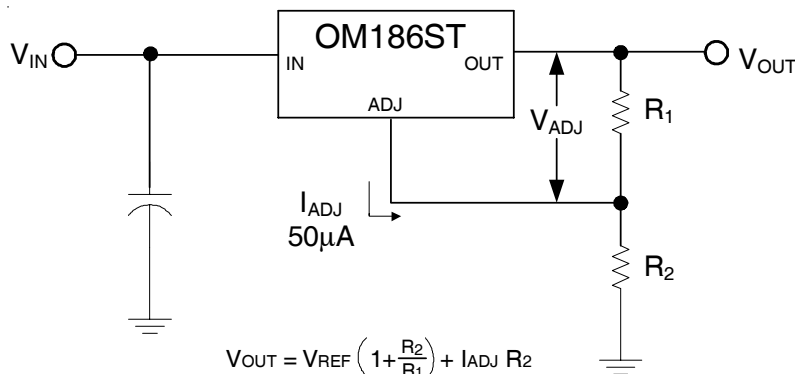 OM186ST
VIN
IN
OUT
VOUT
ADJ
VADJ
R1
IADJ
50μA
R2
VOUT = VREF (1+R2/R1) + IADJ R2